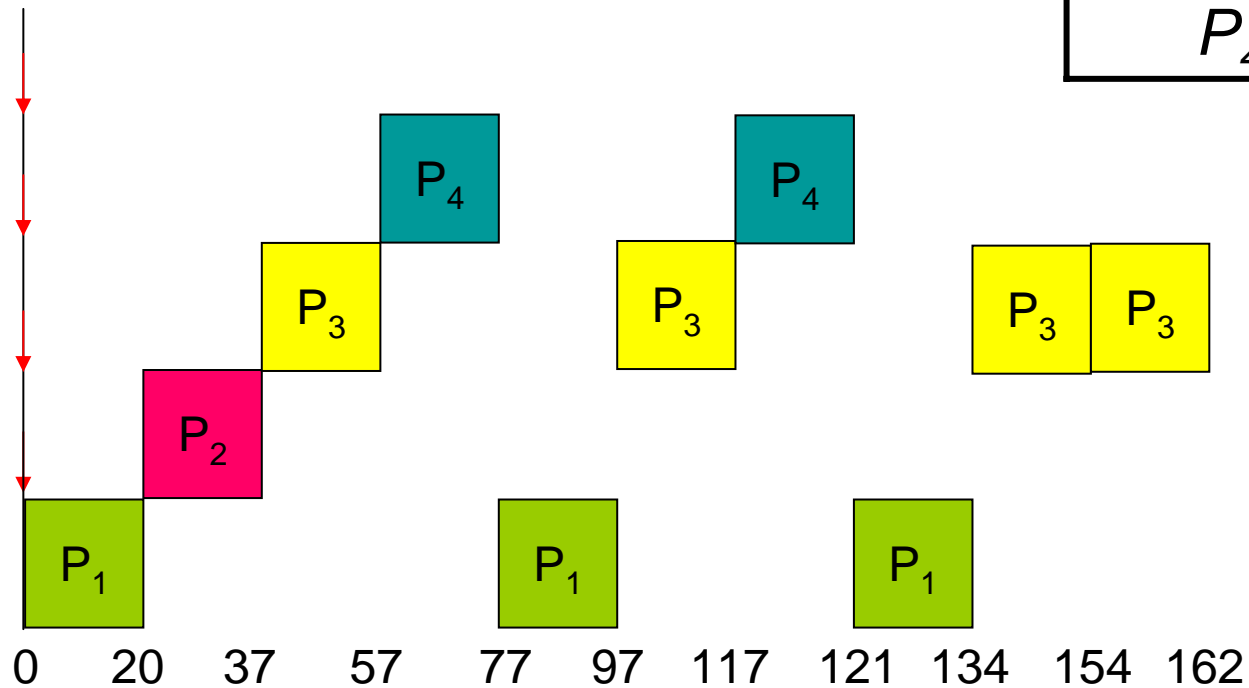 P₂
P₄ P₄
P₃ P₃ P₃ P₃
P₂
P₁ P₁ P₁
0 20 37 57 77 97 117 121 134 154 162